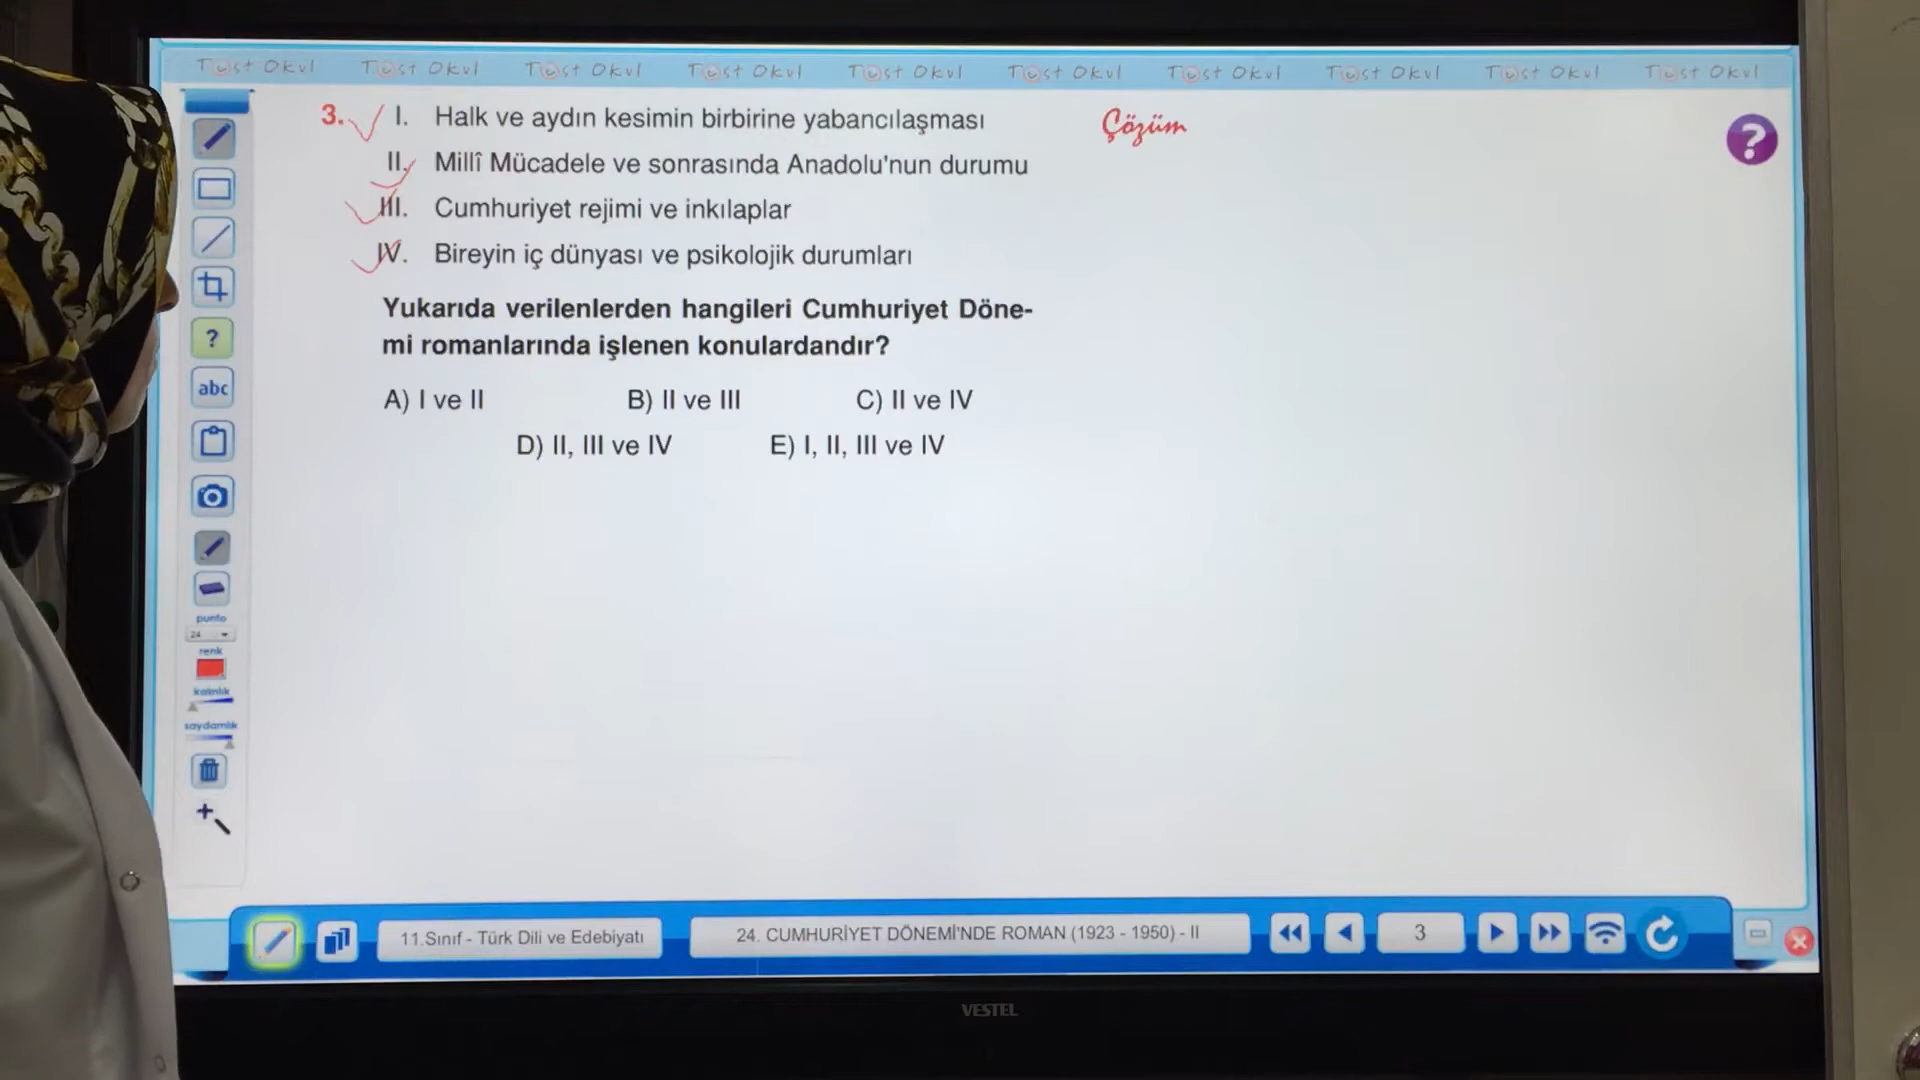 Test Okul Test Okul Test Okul Test Okul Test Okul Test Okul Test Okul Test Okul Test Okul Test Okul
3. I. Halk ve aydın kesimin birbirine yabancılaşması
II. Millî Mücadele ve sonrasında Anadolu'nun durumu
III. Cumhuriyet rejimi ve inkılaplar
IV. Bireyin iç dünyası ve psikolojik durumları
Yukarıda verilenlerden hangileri Cumhuriyet Döne-
mi romanlarında işlenen konulardandır?
A) I ve II B) II ve III C) II ve IV
D) II, III ve IV E) I, II, III ve IV
Çözüm
?
?
abc
punto
24
renk
kalınlık
saydamlık
11.Sınıf - Türk Dili ve Edebiyatı
24. CUMHURİYET DÖNEMİ'NDE ROMAN (1923 - 1950) - II
3
VESTEL